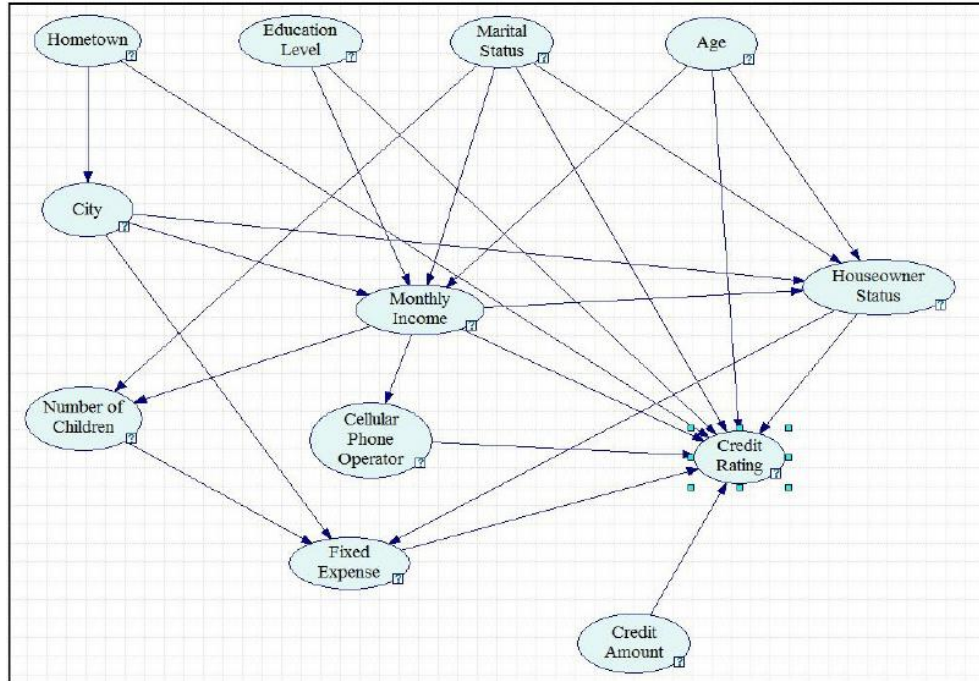 Hometown
Education
Level
Marital
Status
Age
City
Houseowner
Status
Monthly
Income
Number of
Children
Cellular
Phone
Operator
Credit
Rating
Fixed
Expense
Credit
Amount